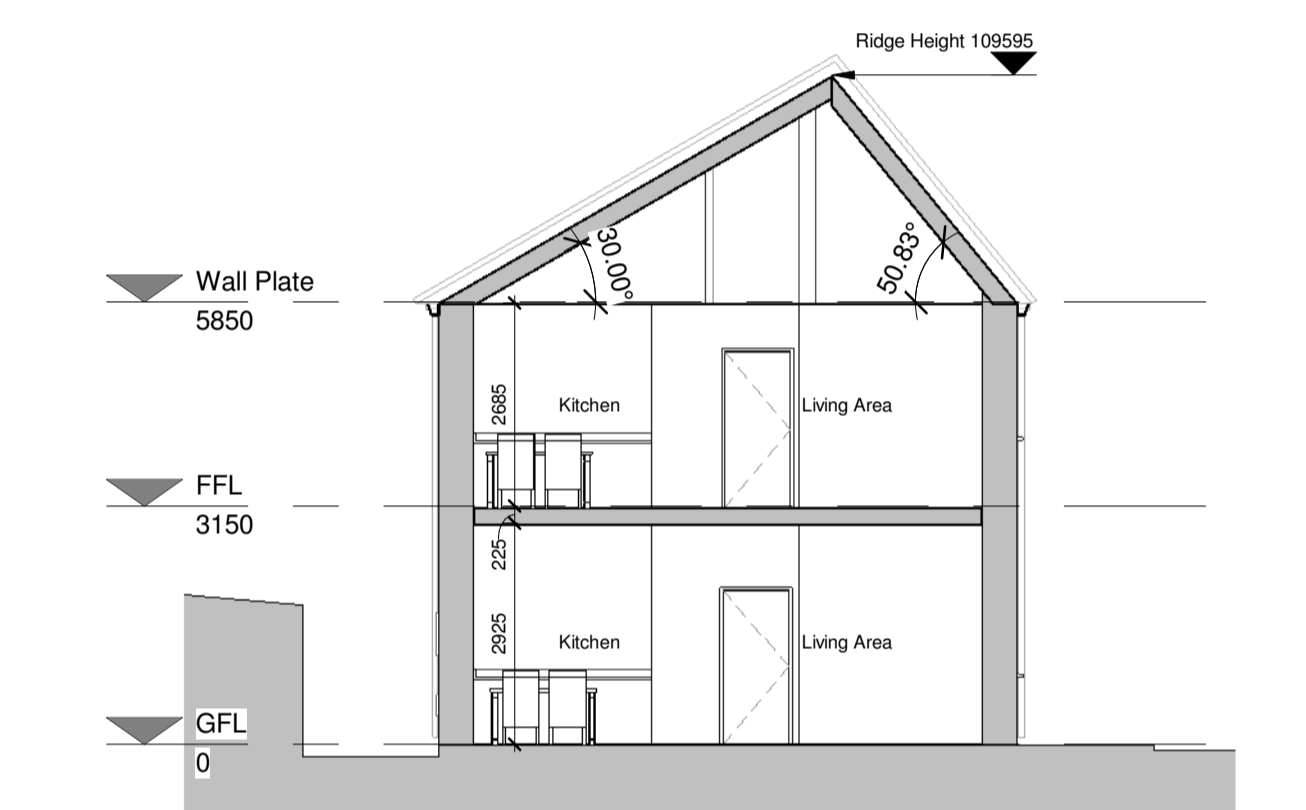 Ridge Height 109595
30.00°
50.83°
Wall Plate
5850
2685
Kitchen
Living Area
FFL
3150
225
2925
Kitchen
Living Area
GFL
0